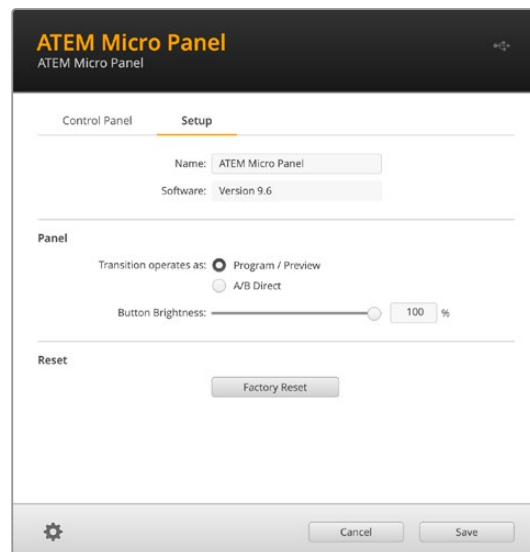 ATEM Micro Panel
ATEM Micro Panel
Control Panel Setup
Name: ATEM Micro Panel
Software: Version 9.6
Panel
Transition operates as: Program / Preview
A/B Direct
Button Brightness: 100 %
Reset
Factory Reset
Cancel Save